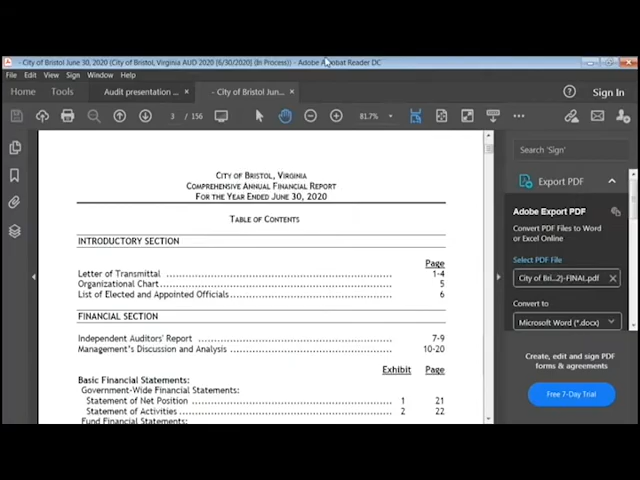 - City of Bristol June 30, 2020 (City of Bristol, Virginia AUD 2020 [6/30/2020] (In Process)) - Adobe Acrobat Reader DC
File Edit View Sign Window Help
Home Tools Audit presentation ... × - City of Bristol Jun... × Sign In
3 / 156 81.7%
Search 'Sign'
Export PDF
Adobe Export PDF
Convert PDF Files to Word
or Excel Online
Select PDF File
City of Bri...2)-FINAL.pdf
Convert to
Microsoft Word (*.docx)
Create, edit and sign PDF
forms & agreements
Free 7-Day Trial
CITY OF BRISTOL, VIRGINIA
COMPREHENSIVE ANNUAL FINANCIAL REPORT
FOR THE YEAR ENDED JUNE 30, 2020
TABLE OF CONTENTS
INTRODUCTORY SECTION
Page
Letter of Transmittal 1-4
Organizational Chart 5
List of Elected and Appointed Officials 6
FINANCIAL SECTION
Independent Auditors' Report 7-9
Management's Discussion and Analysis 10-20
Exhibit Page
Basic Financial Statements:
Government-Wide Financial Statements:
Statement of Net Position 1 21
Statement of Activities 2 22
Fund Financial Statements: